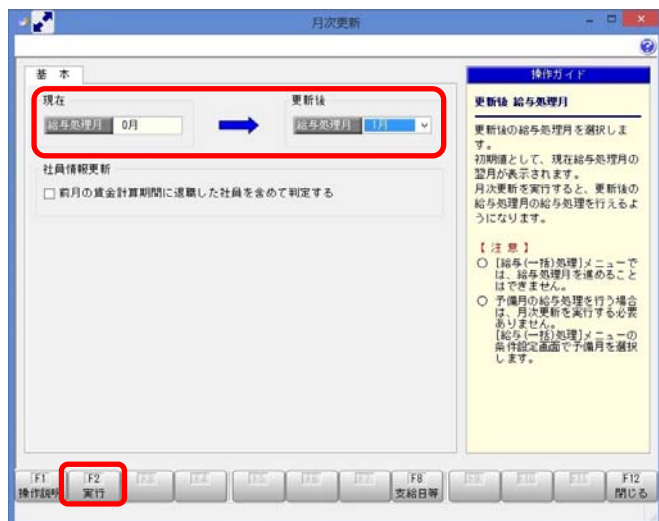 月次更新
基 本
操作ガイド
現在
更新後
給与処理月 0月
給与処理月 1月
更新後 給与処理月
更新後の給与処理月を選択しま
す。
初期値として、現在給与処理月の
翌月が表示されます。
月次更新を実行すると、更新後の
給与処理月の給与処理を行えるよ
うになります。
社員情報更新
前月の賃金計算期間に退職した社員を含めて判定する
【 注 意 】
○ [給与(一括)処理]メニューで
は、給与処理月を進めること
はできません。
○ 予備月の給与処理を行う場合
は、月次更新を実行する必要
ありません。
[給与(一括)処理]メニューの
条件設定画面で予備月を選択
します。
F1 F2 F3 F4 F5 F6 F7 F8 F9 F10 F11 F12
操作説明 実行 支給日等 閉じる